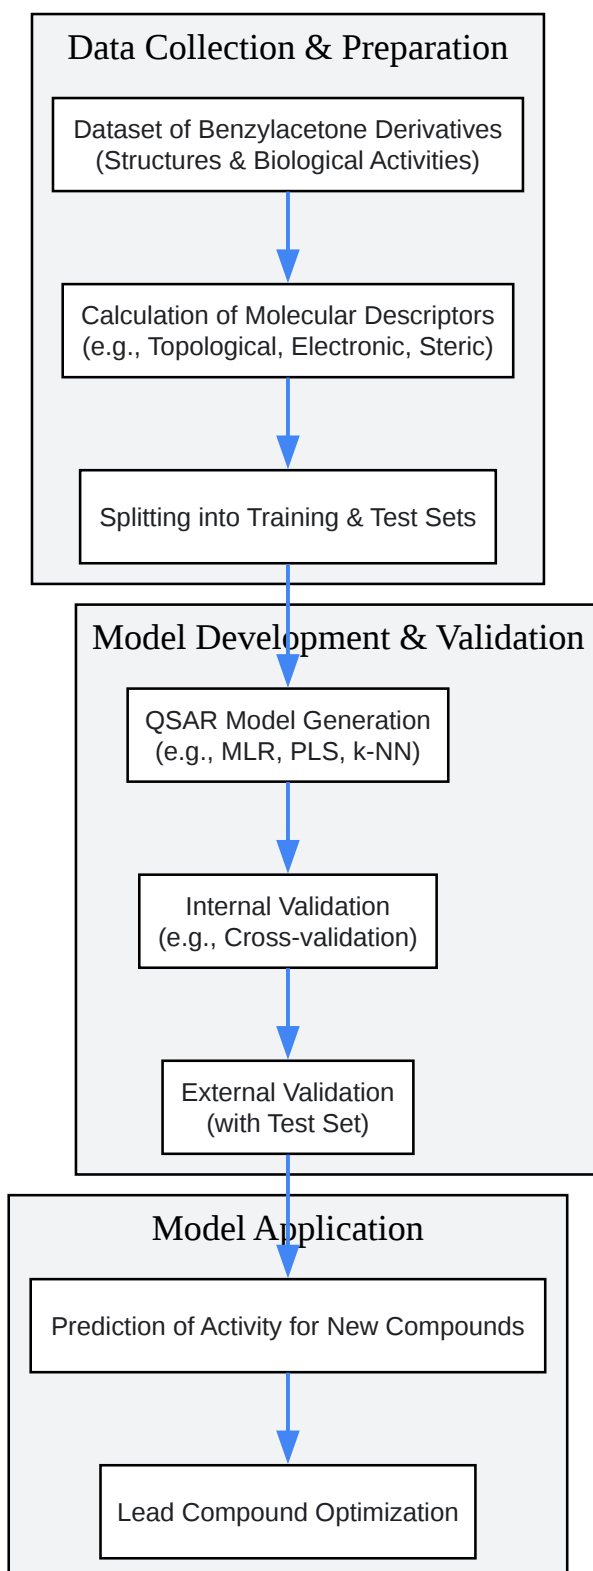 Data Collection & Preparation
Dataset of Benzylacetone Derivatives
(Structures & Biological Activities)
Calculation of Molecular Descriptors
(e.g., Topological, Electronic, Steric)
Splitting into Training & Test Sets
Model Development & Validation
QSAR Model Generation
(e.g., MLR, PLS, k-NN)
Internal Validation
(e.g., Cross-validation)
External Validation
(with Test Set)
Model Application
Prediction of Activity for New Compounds
Lead Compound Optimization